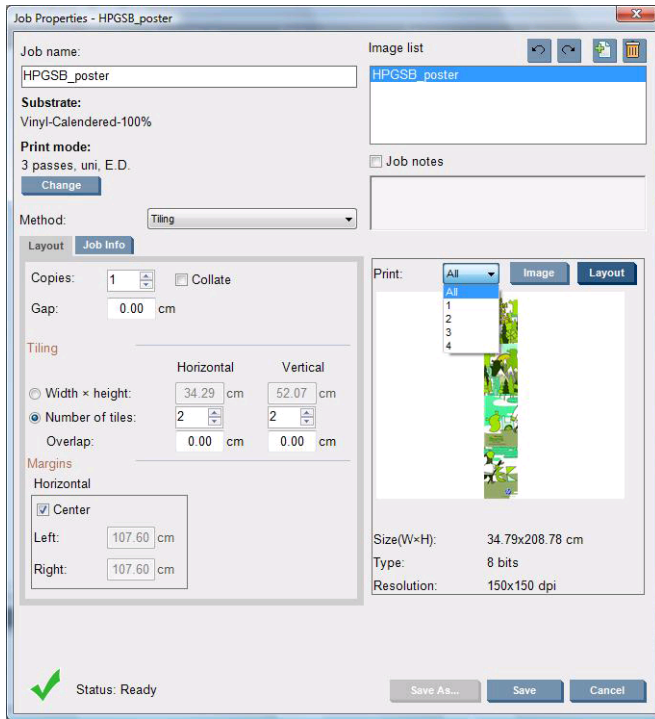 Job Properties - HPGSB_poster
Job name:
HPGSB_poster
Substrate:
Vinyl-Calendered-100%
Print mode:
3 passes, uni, E.D.
Change
Method:
Tiling
Image list
HPGSB_poster
Job notes
Layout
Job Info
Copies:
1
Collate
Gap:
0.00 cm
Tiling
Horizontal Vertical
Width × height:
34.29 cm 52.07 cm
Number of tiles:
2 2
Overlap:
0.00 cm 0.00 cm
Margins
Horizontal
Center
Left:
107.60 cm
Right:
107.60 cm
Print:
All
Image
Layout
All
1
2
3
4
Size(W×H): 34.79x208.78 cm
Type: 8 bits
Resolution: 150x150 dpi
Status: Ready
Save As...
Save
Cancel